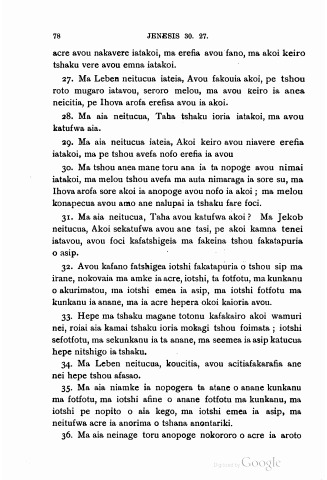 78 JENESIS 30. 27.
acre avou nakavere iatakoi, ma erefia avou fano, ma akoi keiro
tshaku vere avou emna iatakoi.
27. Ma Leben neitucua iateia, Avou fakouia akoi, pe tshou
roto mugaro iatavou, seroro melou, ma avou keiro ia anea
neicitia, pe Ihova arofa erefisa avou ia akoi.
28. Ma aia neitucua, Taha tshaku ioria iatakoi, ma avou
katufwa aia.
29. Ma aia neitucua iateia, Akoi keiro avou niavere erefia
iatakoi, ma pe tshou avefa nofo erefia ia avou
30. Ma tshou anea mane toru ana ia ta nopoge avou nimai
iatakoi, ma melou tshou avefa ma auta nimaraga ia sore su, ma
Ihova arofa sore akoi ia anopoge avou nofo ia akoi ; ma melou
konapecua avou amo ane nalupai ia tshaku fare foci.
31. Ma aia neitucua, Taha avou katufwa akoi ? Ma Jekob
neitucua, Akoi sekatufwa avou ane tasi, pe akoi kamna tenei
iatavou, avou foci kafatshigeia ma fakeina tshou fakatapuria
o asip.
32. Avou kafano fatshigea iotshi fakatapuria o tshou sip ma
irane, nokovaia ma amke ia acre, iotshi, ta fotfotu, ma kunkanu
o akurimatou, ma iotshi emea ia asip, ma iotshi fotfotu ma
kunkanu ia anane, ma ia acre hepera okoi kaioria avou.
33. Hepe ma tshaku magane totonu kafakairo akoi wamuri
nei, roiai aia kamai tshaku ioria mokagi tshou foimata ; iotshi
sefotfotu, ma sekunkanu ia ta anane, ma seemea ia asip katucua
hepe nitshigo ia tshaku.
34. Ma Leben neitucua, koucitia, avou acitiafakarafia ane
nei hepe tshou afasao.
35. Ma aia niamke ia nopogera ta atane o anane kunkanu
ma fotfotu, ma iotshi afine o anane fotfotu ma kunkanu, ma
iotshi pe nopito o aia kego, ma iotshi emea ia asip, ma
neitufwa acre ia anorima o tshana anontariki.
36. Ma aia neinage toru anopoge nokororo o acre ia aroto
Digitized by Google